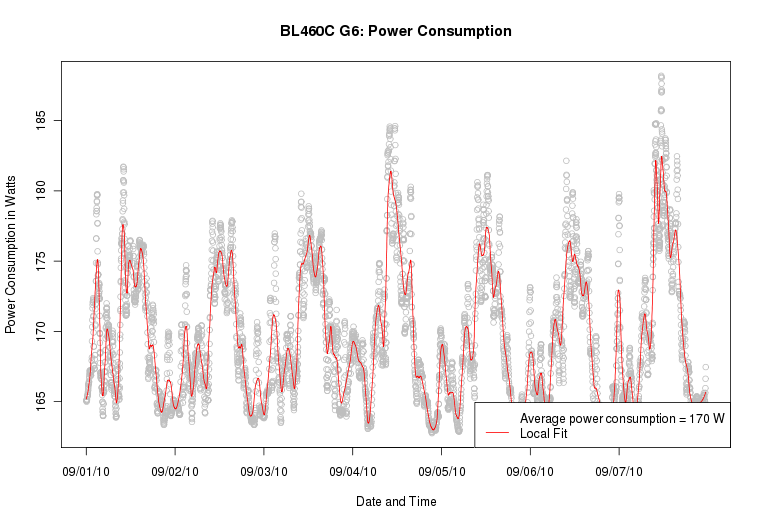 BL460C G6: Power Consumption
Power Consumption in Watts
185
180
175
170
165
Average power consumption = 170 W
Local Fit
09/01/10 09/02/10 09/03/10 09/04/10 09/05/10 09/06/10 09/07/10
Date and Time